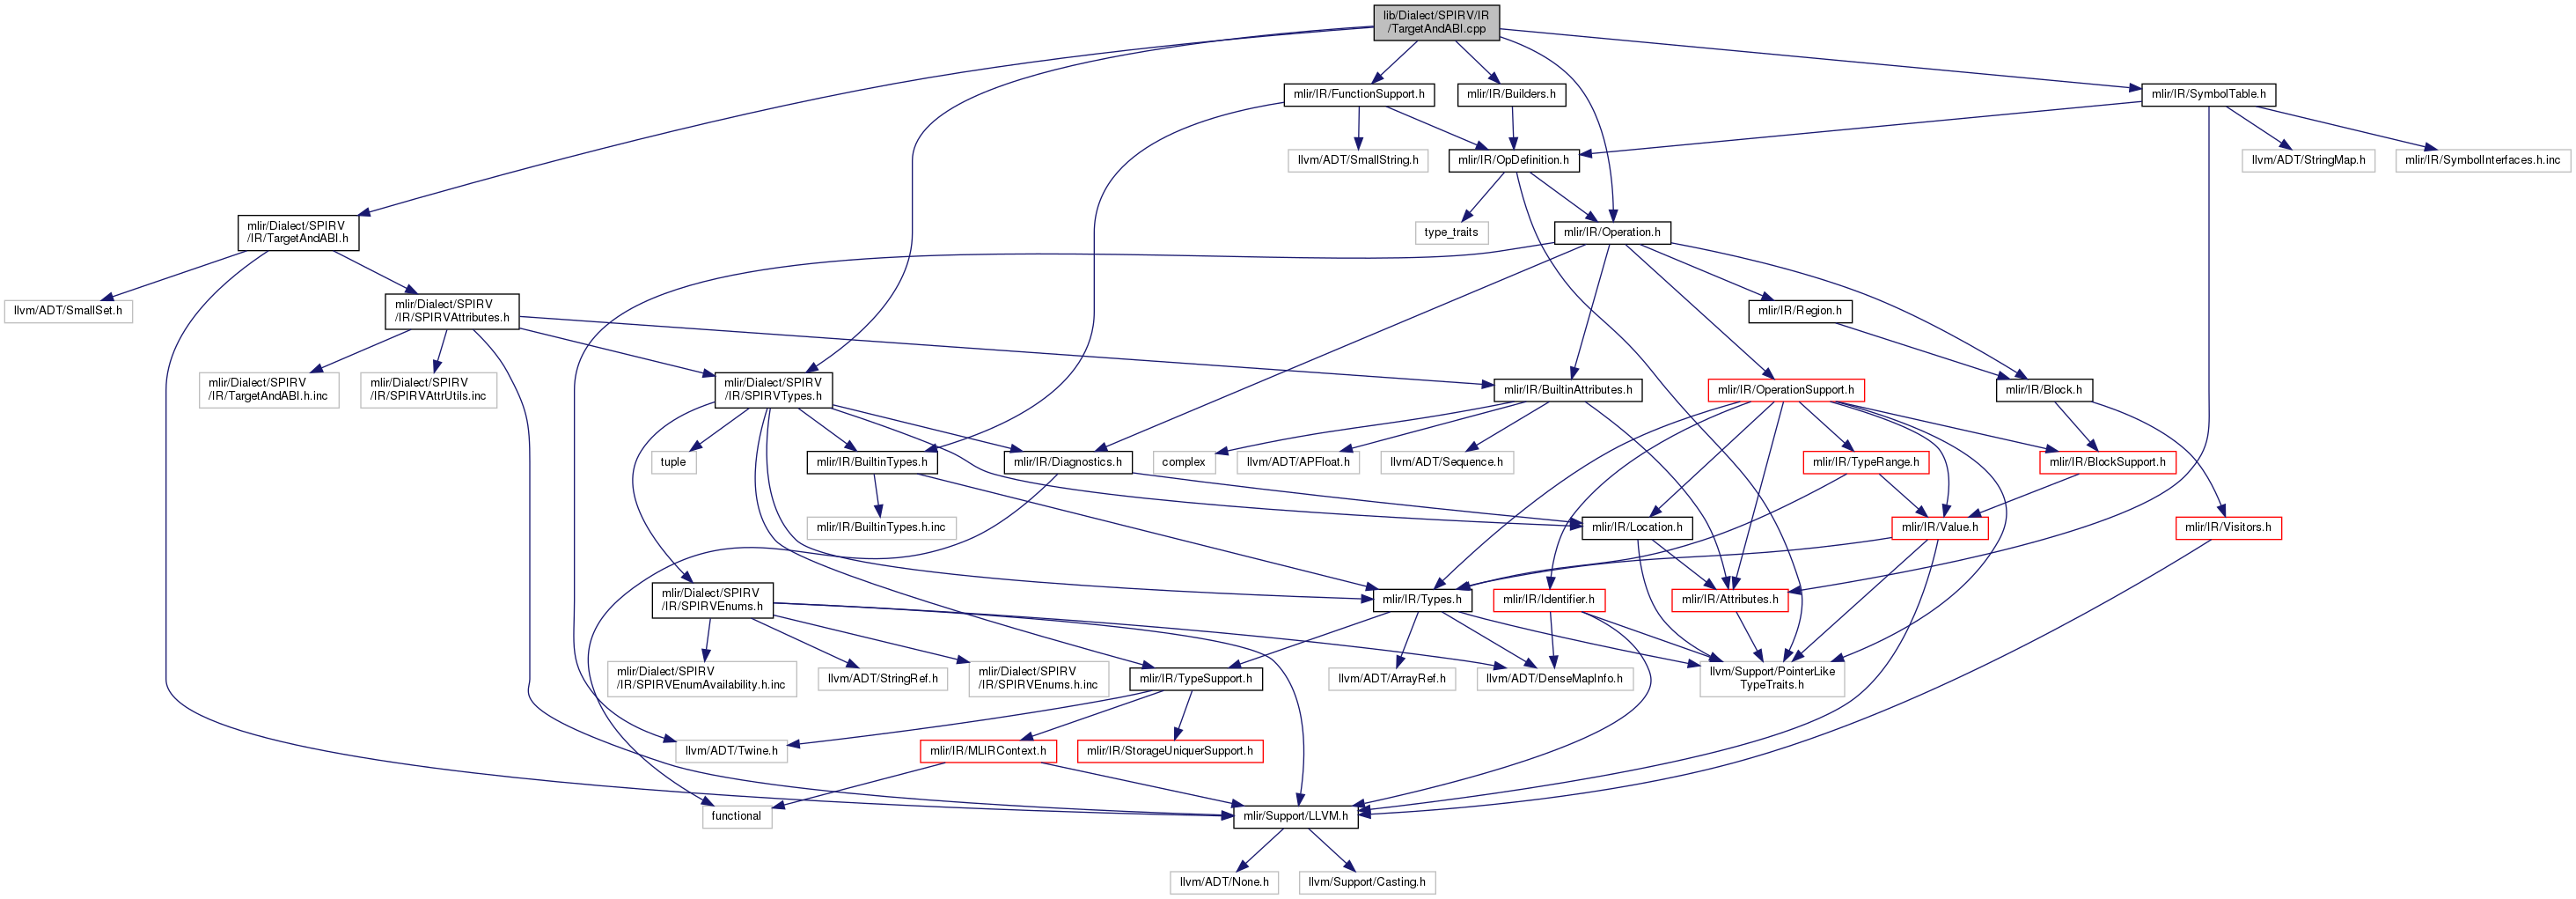 lib/Dialect/SPIRV/IR
/TargetAndABI.cpp
mlir/IR/FunctionSupport.h
mlir/IR/Builders.h
mlir/IR/SymbolTable.h
llvm/ADT/SmallString.h
mlir/IR/OpDefinition.h
llvm/ADT/StringMap.h
mlir/IR/SymbolInterfaces.h.inc
mlir/Dialect/SPIRV
/IR/TargetAndABI.h
type_traits
mlir/IR/Operation.h
llvm/ADT/SmallSet.h
mlir/Dialect/SPIRV
/IR/SPIRVAttributes.h
mlir/IR/Region.h
mlir/Dialect/SPIRV
/IR/TargetAndABI.h.inc
mlir/Dialect/SPIRV
/IR/SPIRVAttrUtils.inc
mlir/Dialect/SPIRV
/IR/SPIRVTypes.h
mlir/IR/BuiltinAttributes.h
mlir/IR/OperationSupport.h
mlir/IR/Block.h
tuple
mlir/IR/BuiltinTypes.h
mlir/IR/Diagnostics.h
complex
llvm/ADT/APFloat.h
llvm/ADT/Sequence.h
mlir/IR/TypeRange.h
mlir/IR/BlockSupport.h
mlir/IR/BuiltinTypes.h.inc
mlir/IR/Location.h
mlir/IR/Value.h
mlir/IR/Visitors.h
mlir/Dialect/SPIRV
/IR/SPIRVEnums.h
mlir/IR/Types.h
mlir/IR/Identifier.h
mlir/IR/Attributes.h
mlir/Dialect/SPIRV
/IR/SPIRVEnumAvailability.h.inc
llvm/ADT/StringRef.h
mlir/Dialect/SPIRV
/IR/SPIRVEnums.h.inc
mlir/IR/TypeSupport.h
llvm/ADT/ArrayRef.h
llvm/ADT/DenseMapInfo.h
llvm/Support/PointerLike
TypeTraits.h
llvm/ADT/Twine.h
mlir/IR/MLIRContext.h
mlir/IR/StorageUniquerSupport.h
functional
mlir/Support/LLVM.h
llvm/ADT/None.h
llvm/Support/Casting.h